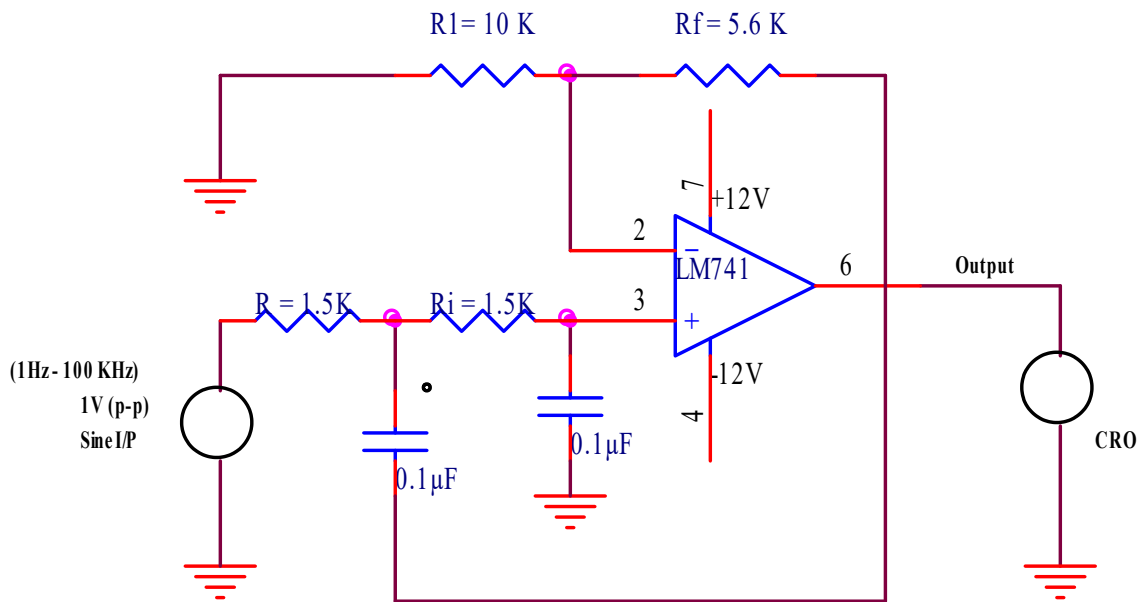 R1= 10 K
Rf= 5.6 K
7
+12V
2
LM741
6
Output
3
R = 1.5K
Ri = 1.5K
+
-12V
4
(1Hz - 100 KHz)
1V (p-p)
Sine I/P
0.1µF
0.1µF
CRO